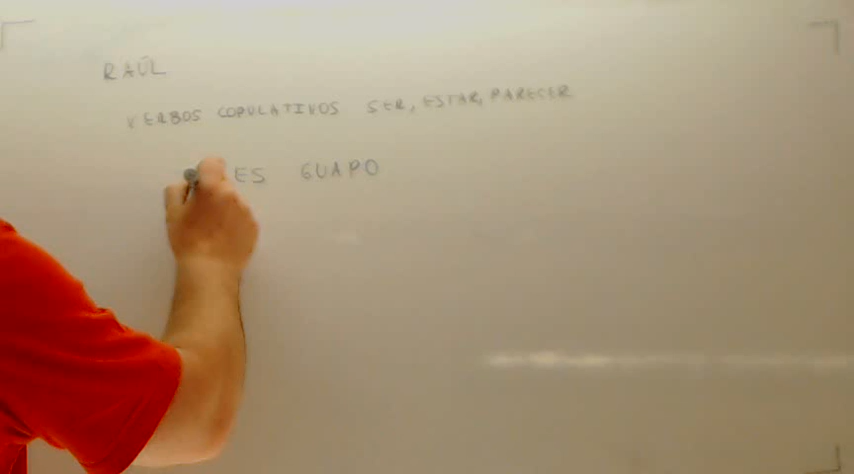 RAÚL
VERBOS COPULATIVOS SER, ESTAR, PARECER
ES GUAPO